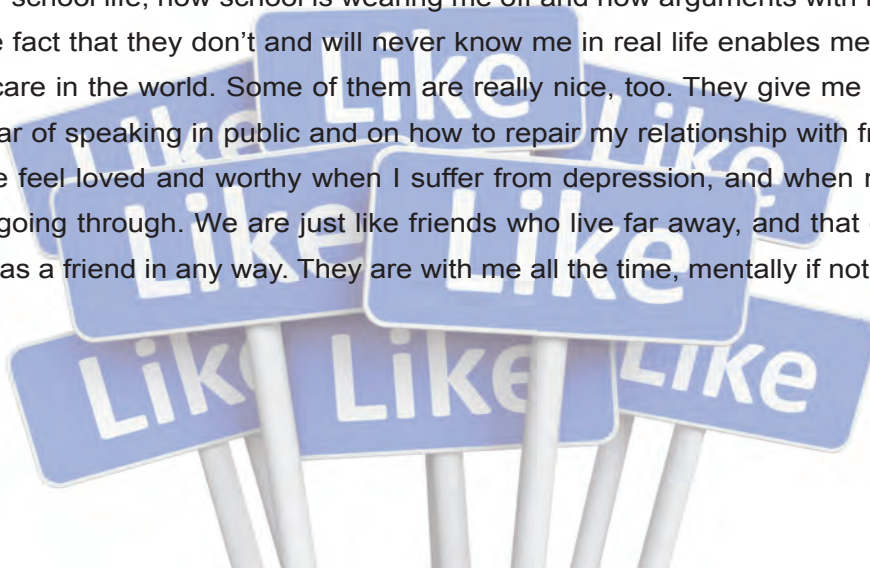 school life, how school is wearing me off and how arguments with
fact that they don't and will never know me in real life enables me
care in the world. Some of them are really nice, too. They give me
of speaking in public and on how to repair my relationship with
feel loved and worthy when I suffer from depression, and when
going through. We are just like friends who live far away, and that
as a friend in any way. They are with me all the time, mentally if not
Like
Like
Like
Like
Like
Like
Like
Like